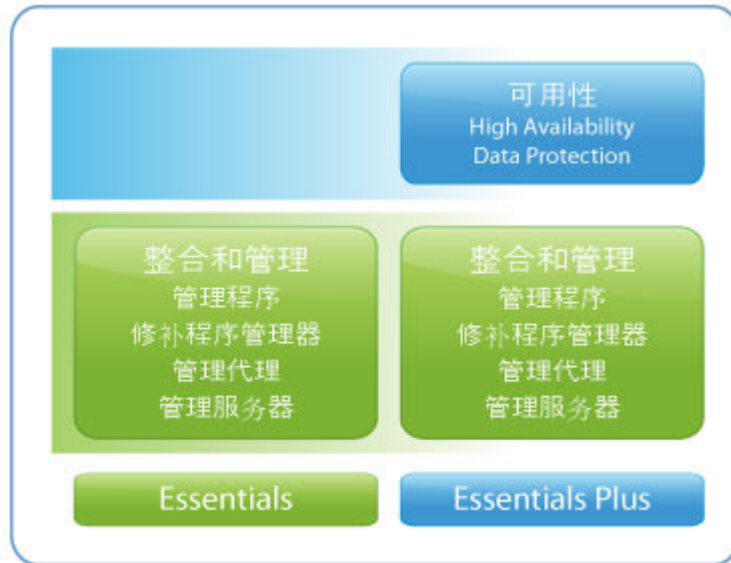 可用性
High Availability
Data Protection
整合和管理
管理程序
修补程序管理器
管理代理
管理服务器
整合和管理
管理程序
修补程序管理器
管理代理
管理服务器
Essentials
Essentials Plus